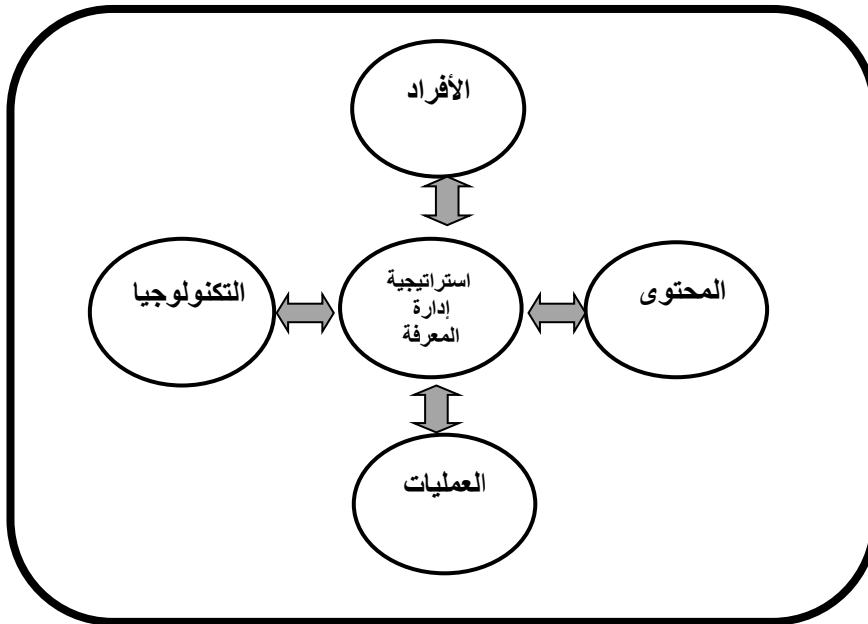 الأفراد
المحتوى
استراتيجية
إدارة
المعرفة
التكنولوجيا
العمليات